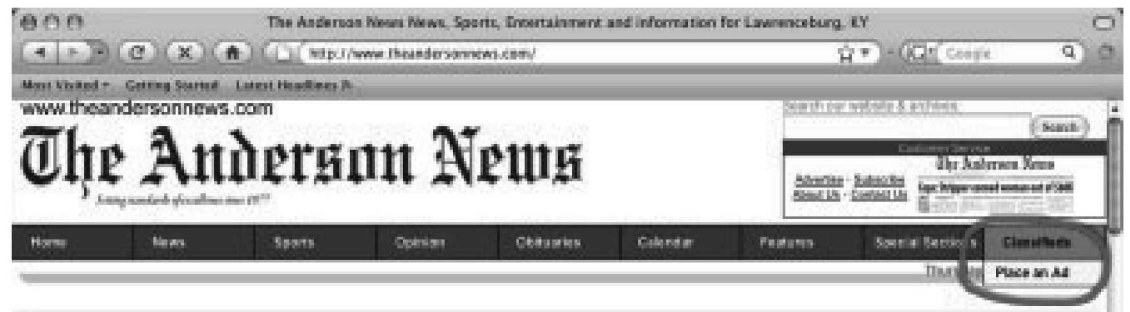 The Anderson News News, Sports, Entertainment and information for Lawrenceburg, KY
http://www.theandersonnews.com/
Google
Most Visited Getting Started Latest Headlines
www.theandersonnews.com
Search our website & archives
Search
The Anderson News
Customer Service
The Anderson News
Advertise - Subscribe
About Us - Contact Us
Home News Sports Opinion Obituaries Calendar Features Special Sections Classifieds
Place an Ad